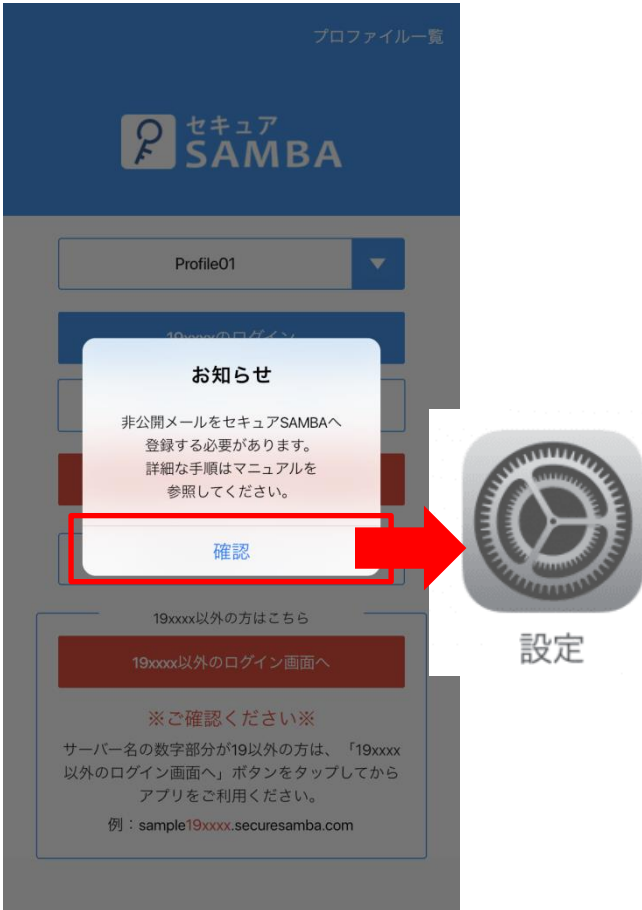 プロファイル一覧
セキュア
SAMBA
Profile01
19xxxxのログイン
お知らせ
非公開メールをセキュアSAMBAへ
登録する必要があります。
詳細な手順はマニュアルを
参照してください。
確認
設定
19xxxx以外の方はこちら
19xxxx以外のログイン画面へ
※ご確認ください※
サーバー名の数字部分が19以外の方は、「19xxxx
以外のログイン画面へ」ボタンをタップしてから
アプリをご利用ください。
例：sample19xxxx.securesamba.com